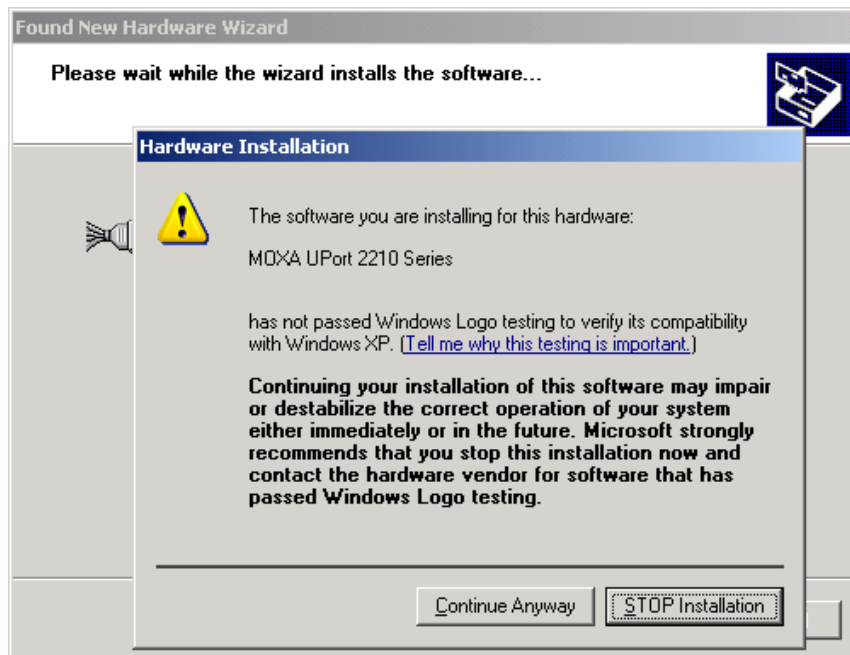 Found New Hardware Wizard
Please wait while the wizard installs the software...
Hardware Installation
The software you are installing for this hardware:
MOXA UPort 2210 Series
has not passed Windows Logo testing to verify its compatibility
with Windows XP. (Tell me why this testing is important.)
Continuing your installation of this software may impair
or destabilize the correct operation of your system
either immediately or in the future. Microsoft strongly
recommends that you stop this installation now and
contact the hardware vendor for software that has
passed Windows Logo testing.
Continue Anyway
STOP Installation